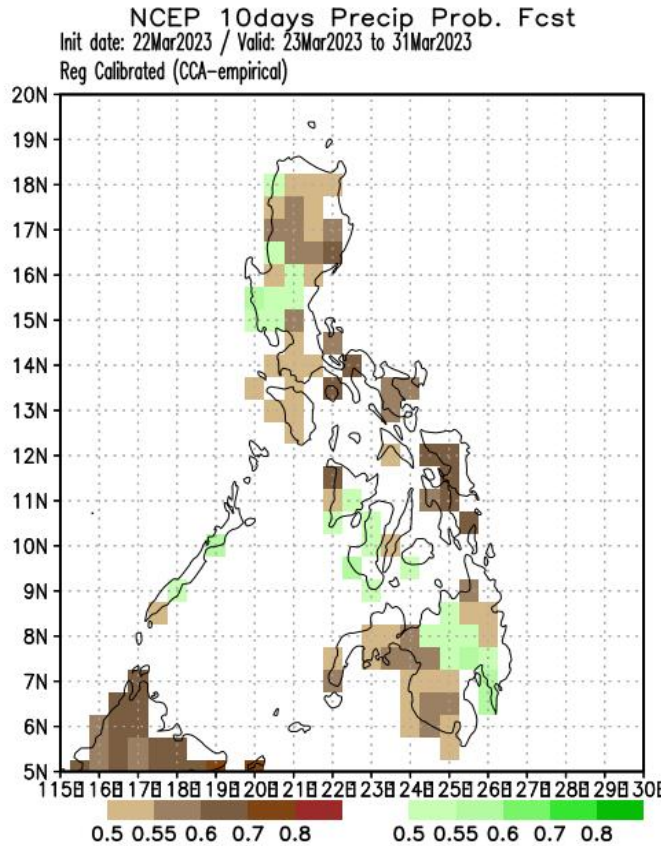 NCEP 10days Precip Prob. Fcst
Init date: 22Mar2023 / Valid: 23Mar2023 to 31Mar2023
Reg Calibrated (CCA-empirical)
20N
19N
18N
17N
16N
15N
14N
13N
12N
11N
10N
9N
8N
7N
6N
5N
115E 116E 117E 118E 119E 120E 121E 122E 123E 124E 125E 126E 127E 128E 129E 130E
0.5 0.55 0.6 0.7 0.8 0.5 0.55 0.6 0.7 0.8